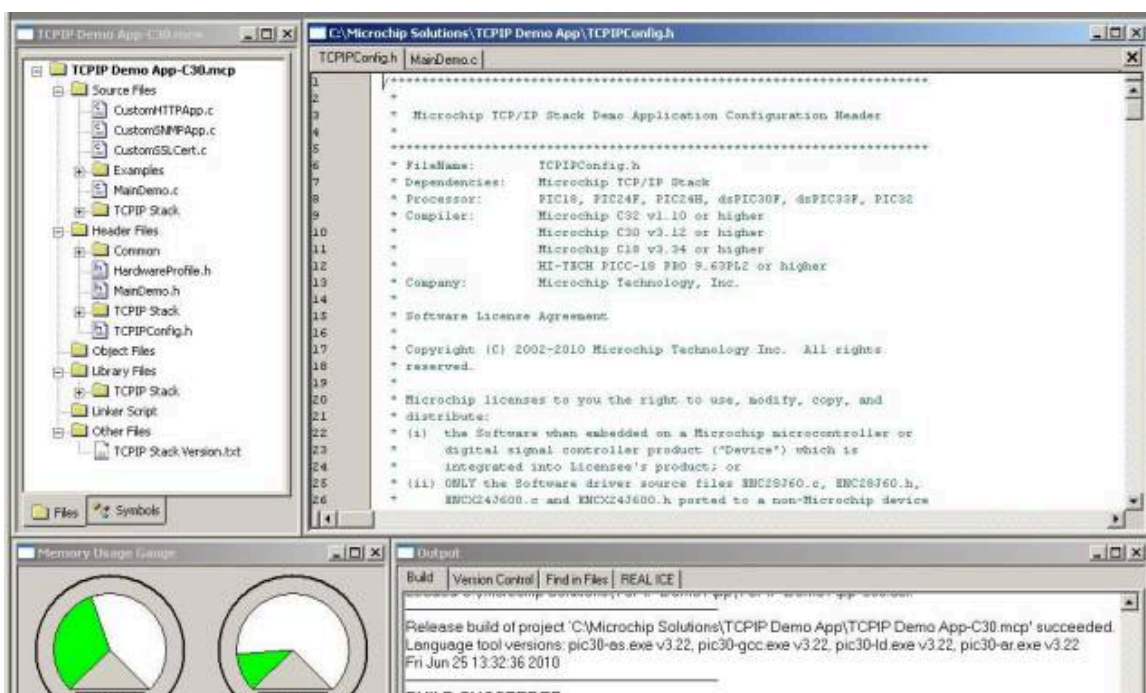 TCPIP Demo App-C30.mcw
TCPIP Demo App-C30.mcp
Source Files
CustomHTTPApp.c
CustomSNMPApp.c
CustomSSLCert.c
Examples
MainDemo.c
TCPIP Stack
Header Files
Common
HardwareProfile.h
MainDemo.h
TCPIP Stack
TCPIPConfig.h
Object Files
Library Files
TCPIP Stack
Linker Script
Other Files
TCPIP Stack Version.txt
Files Symbols
C:\Microchip Solutions\TCPIP Demo App\TCPIPConfig.h
TCPIPConfig.h MainDemo.c
1 /*********************************************************************
2 *
3 * Microchip TCP/IP Stack Demo Application Configuration Header
4 *
5 *********************************************************************
6 * FileName: TCPIPConfig.h
7 * Dependencies: Microchip TCP/IP Stack
8 * Processor: PIC18, PIC24F, PIC24H, dsPIC30F, dsPIC33F, PIC32
9 * Compiler: Microchip C32 v1.10 or higher
10 * Microchip C30 v3.12 or higher
11 * Microchip C18 v3.34 or higher
12 * HI-TECH PICC-18 PRO 9.63PL2 or higher
13 * Company: Microchip Technology, Inc.
14 *
15 * Software License Agreement
16 *
17 * Copyright (C) 2002-2010 Microchip Technology Inc. All rights
18 * reserved.
19 *
20 * Microchip licenses to you the right to use, modify, copy, and
21 * distribute:
22 * (i) the Software when embedded on a Microchip microcontroller or
23 * digital signal controller product ("Device") which is
24 * integrated into Licensee's product; or
25 * (ii) ONLY the Software driver source files ENC28J60.c, ENC28J60.h,
26 * ENCX24J600.c and ENCX24J600.h ported to a non-Microchip device
Memory Usage Gauge
Output
Build Version Control Find in Files REAL ICE
Release build of project 'C:\Microchip Solutions\TCPIP Demo App\TCPIP Demo App-C30.mcp' succeeded.
Language tool versions: pic30-as.exe v3.22, pic30-gcc.exe v3.22, pic30-ld.exe v3.22, pic30-ar.exe v3.22
Fri Jun 25 13:32:36 2010